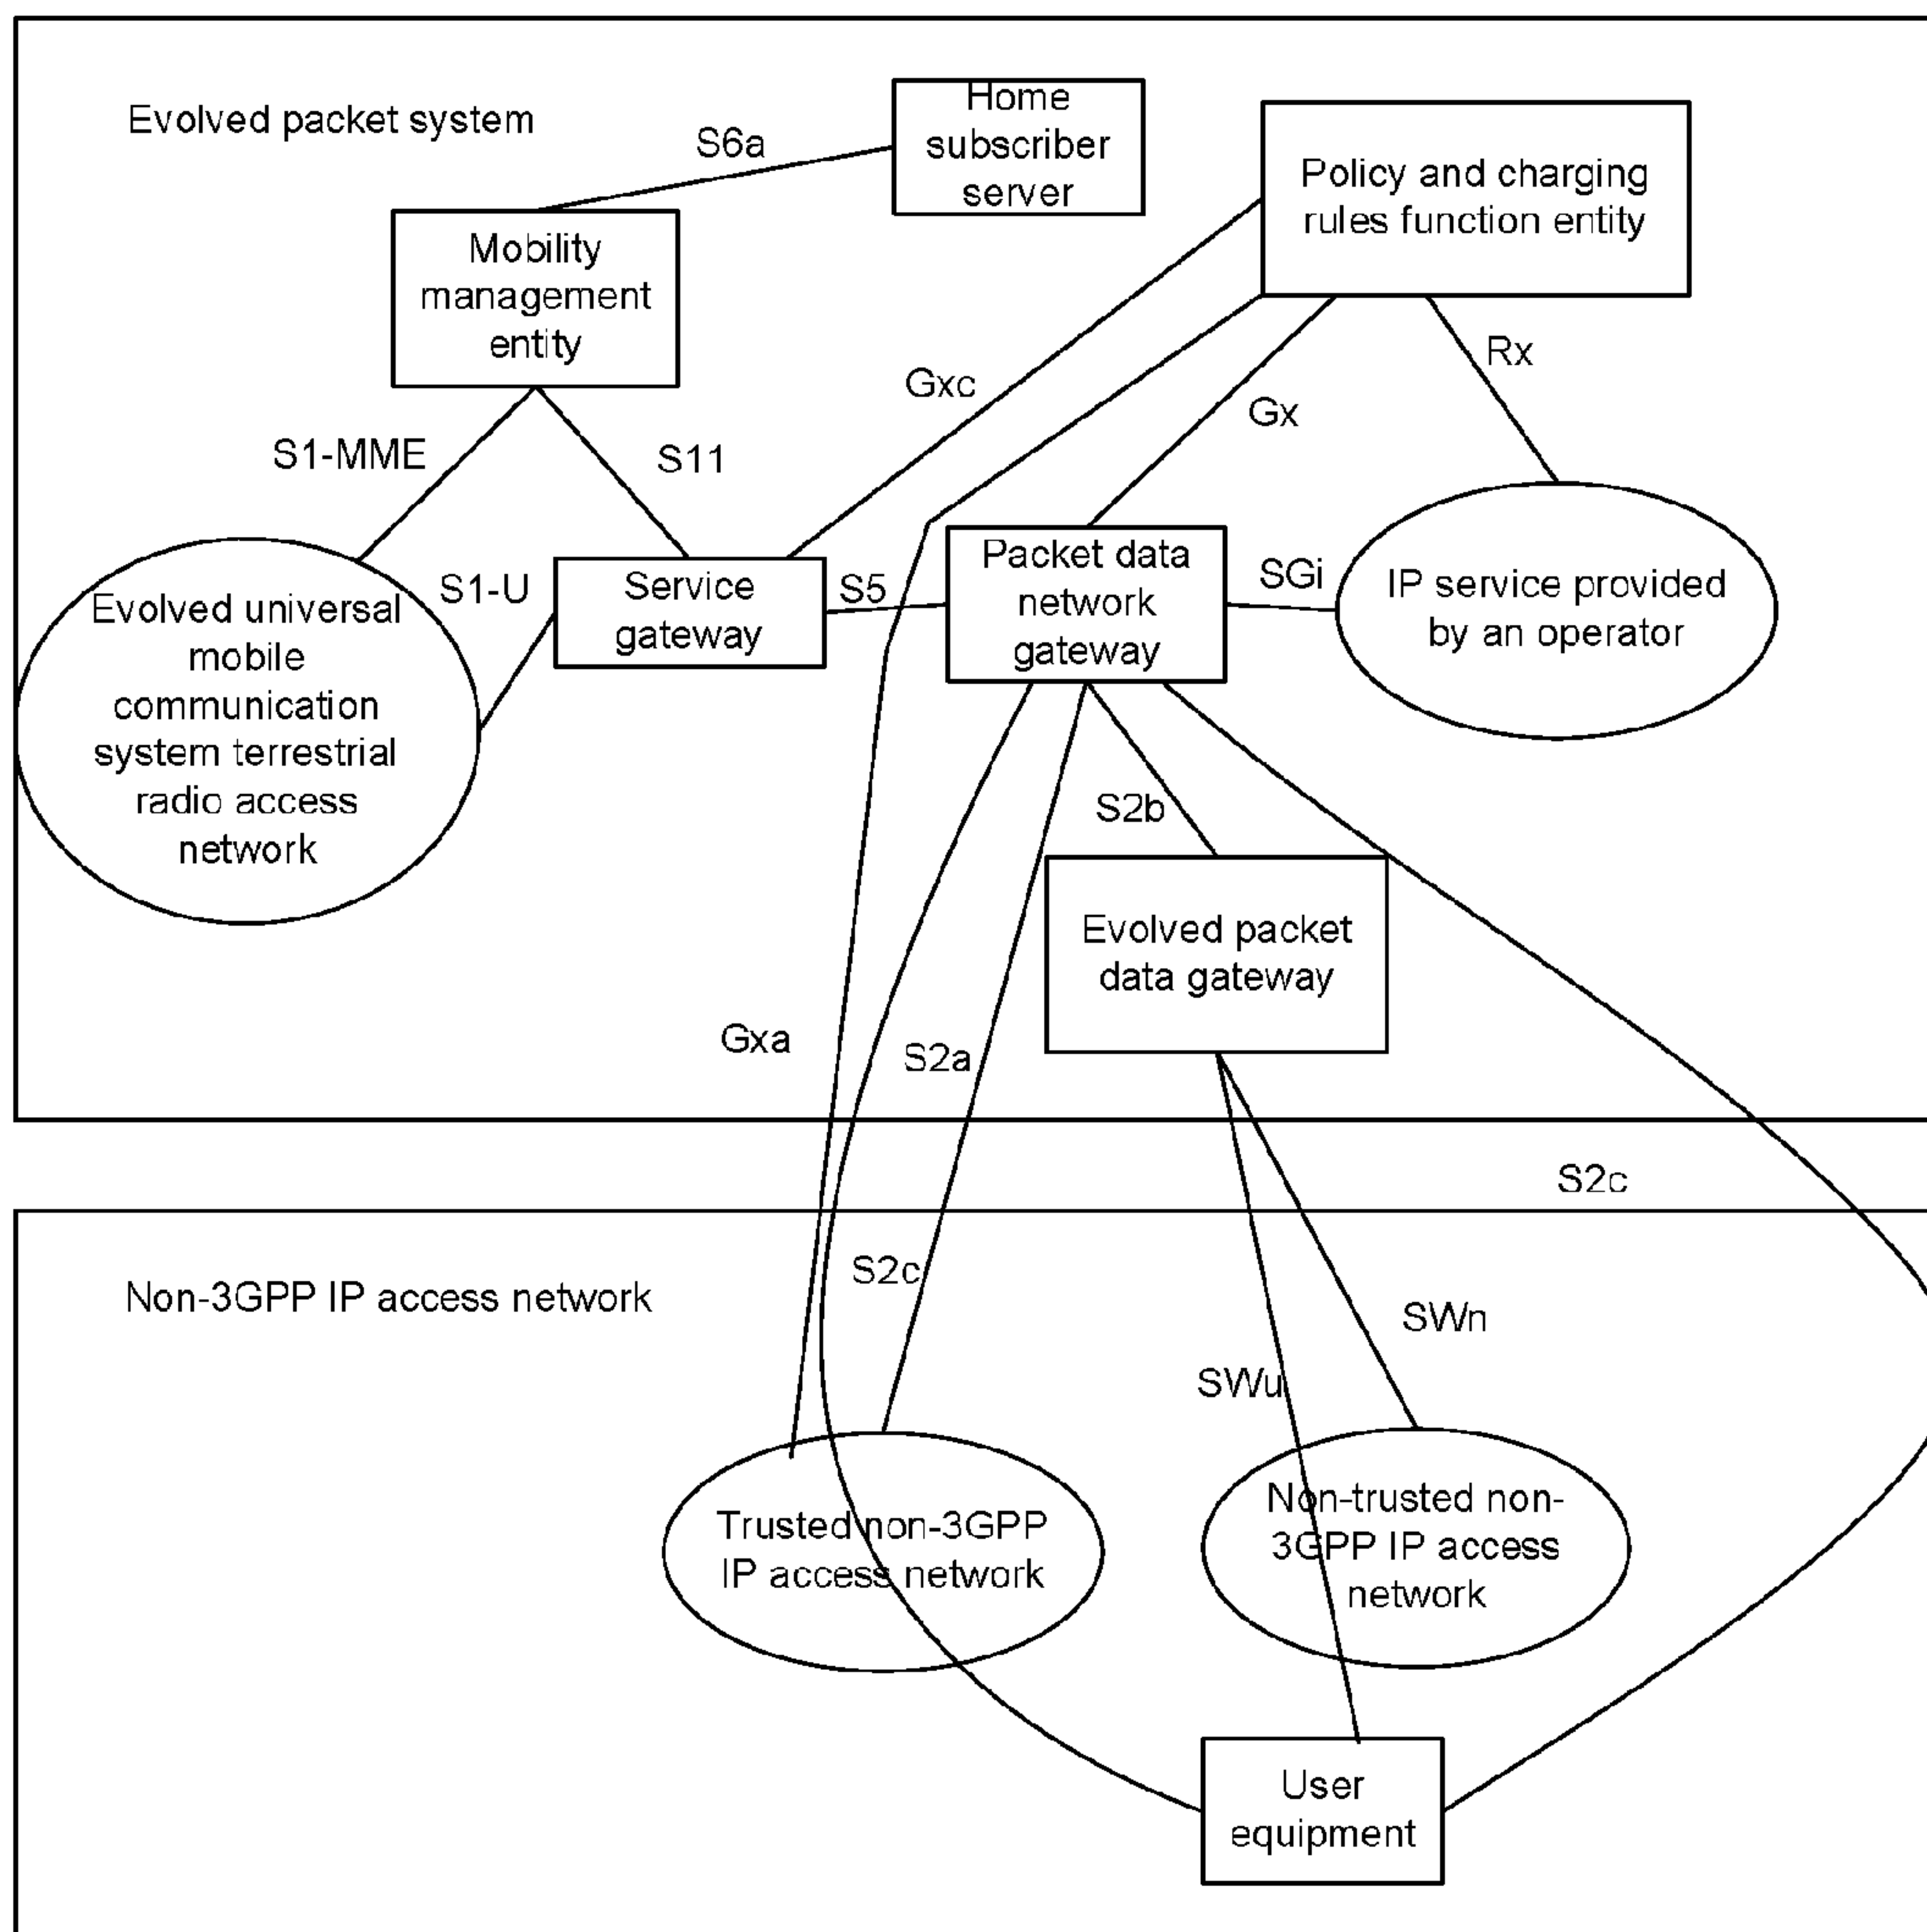 Evolved packet system
S6a
Home
subscriber
server
Policy and charging
rules function entity
Mobility
management
entity
Gxc
Gx
Rx
S1-MME
S11
S1-U
Service
gateway
S5
Packet data
network
gateway
SGi
IP service provided
by an operator
Evolved universal
mobile
communication
system terrestrial
radio access
network
S2b
Evolved packet
data gateway
Gxa
S2a
S2c
Non-3GPP IP access network
S2c
SWn
SWu
Trusted non-3GPP
IP access network
Non-trusted non-
3GPP IP access
network
User
equipment